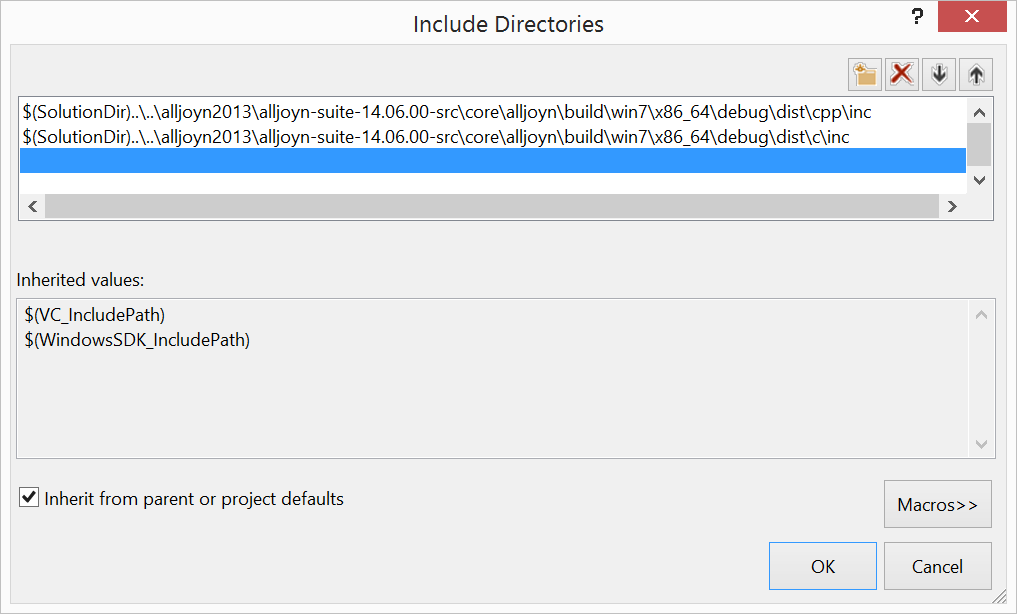 Include Directories
?
$(SolutionDir)..\..\alljoyn2013\alljoyn-suite-14.06.00-src\core\alljoyn\build\win7\x86_64\debug\dist\cpp\inc
$(SolutionDir)..\..\alljoyn2013\alljoyn-suite-14.06.00-src\core\alljoyn\build\win7\x86_64\debug\dist\c\inc
Inherited values:
$(VC_IncludePath)
$(WindowsSDK_IncludePath)
Inherit from parent or project defaults
Macros>>
OK
Cancel